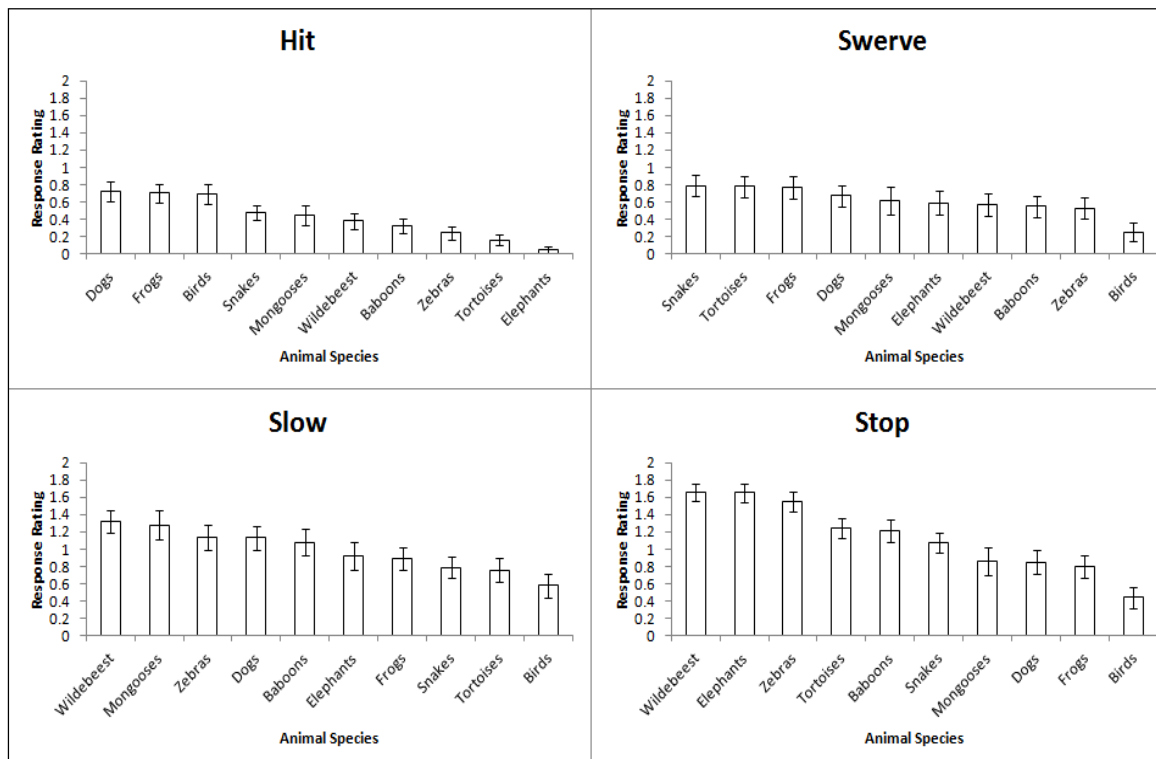 Hit
Response Rating
2
1.8
1.6
1.4
1.2
1
0.8
0.6
0.4
0.2
0
Dogs
Frogs
Birds
Snakes
Mongooses
Wildebeest
Baboons
Zebras
Tortoises
Elephants
Animal Species
Swerve
Response Rating
2
1.8
1.6
1.4
1.2
1
0.8
0.6
0.4
0.2
0
Snakes
Tortoises
Frogs
Dogs
Mongooses
Elephants
Wildebeest
Baboons
Zebras
Birds
Animal Species
Slow
Response Rating
2
1.8
1.6
1.4
1.2
1
0.8
0.6
0.4
0.2
0
Wildebeest
Mongooses
Zebras
Dogs
Baboons
Elephants
Frogs
Snakes
Tortoises
Birds
Animal Species
Stop
Response Rating
2
1.8
1.6
1.4
1.2
1
0.8
0.6
0.4
0.2
0
Wildebeest
Elephants
Zebras
Tortoises
Baboons
Snakes
Mongooses
Dogs
Frogs
Birds
Animal Species